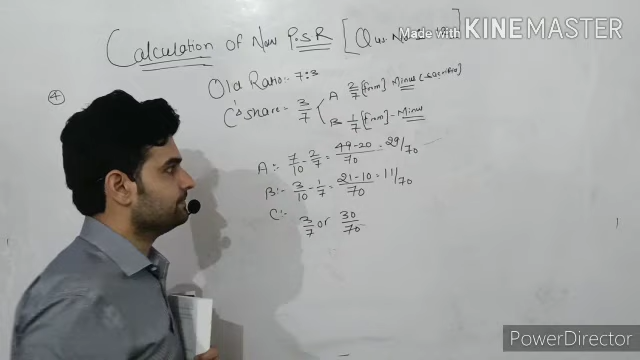 Made with KINEMASTER
Calculation of New P.S.R [Qus. No
Old Ratio:- 7:3
④
C's share = 3/7
A 2/7 [from] Minus (Sacrifice)
B 1/7 [from] - Minus
A:- 7/10 - 2/7 = 49-20/70 = 29/70
B:- 3/10 - 1/7 = 21-10/70 = 11/70
C:- 3/7 or 30/70
PowerDirector